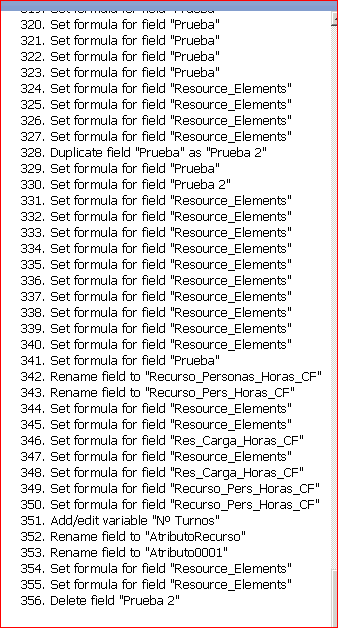 319. Set formula for field "Prueba"
320. Set formula for field "Prueba"
321. Set formula for field "Prueba"
322. Set formula for field "Prueba"
323. Set formula for field "Prueba"
324. Set formula for field "Resource_Elements"
325. Set formula for field "Resource_Elements"
326. Set formula for field "Resource_Elements"
327. Set formula for field "Resource_Elements"
328. Duplicate field "Prueba" as "Prueba 2"
329. Set formula for field "Prueba"
330. Set formula for field "Prueba 2"
331. Set formula for field "Resource_Elements"
332. Set formula for field "Resource_Elements"
333. Set formula for field "Resource_Elements"
334. Set formula for field "Resource_Elements"
335. Set formula for field "Resource_Elements"
336. Set formula for field "Resource_Elements"
337. Set formula for field "Resource_Elements"
338. Set formula for field "Resource_Elements"
339. Set formula for field "Resource_Elements"
340. Set formula for field "Resource_Elements"
341. Set formula for field "Prueba"
342. Rename field to "Recurso_Personas_Horas_CF"
343. Rename field to "Recurso_Pers_Horas_CF"
344. Set formula for field "Resource_Elements"
345. Set formula for field "Resource_Elements"
346. Set formula for field "Res_Carga_Horas_CF"
347. Set formula for field "Resource_Elements"
348. Set formula for field "Res_Carga_Horas_CF"
349. Set formula for field "Recurso_Pers_Horas_CF"
350. Set formula for field "Recurso_Pers_Horas_CF"
351. Add/edit variable "Nº Turnos"
352. Rename field to "AtributoRecurso"
353. Rename field to "Atributo0001"
354. Set formula for field "Resource_Elements"
355. Set formula for field "Resource_Elements"
356. Delete field "Prueba 2"